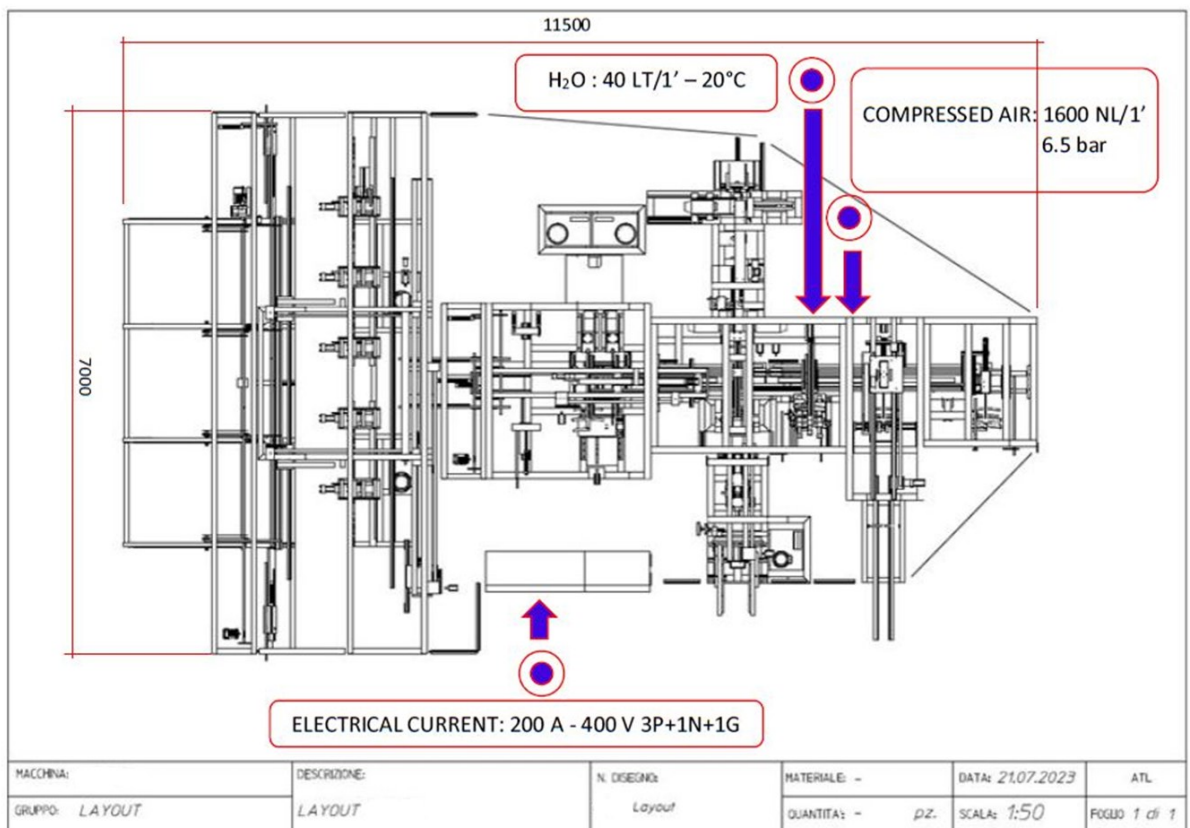 11500
H₂O : 40 LT/1’ – 20°C
COMPRESSED AIR: 1600 NL/1’
6.5 bar
7000
ELECTRICAL CURRENT: 200 A - 400 V 3P+1N+1G
MACCHINA:
DESCRIZIONE:
N. DISEGNO:
MATERIALE: -
DATA: 21.07.2023
ATL
GRUPPO: LAYOUT
LAYOUT
Layout
QUANTITA': - pz.
SCALA: 1:50
FOGLIO 1 di 1